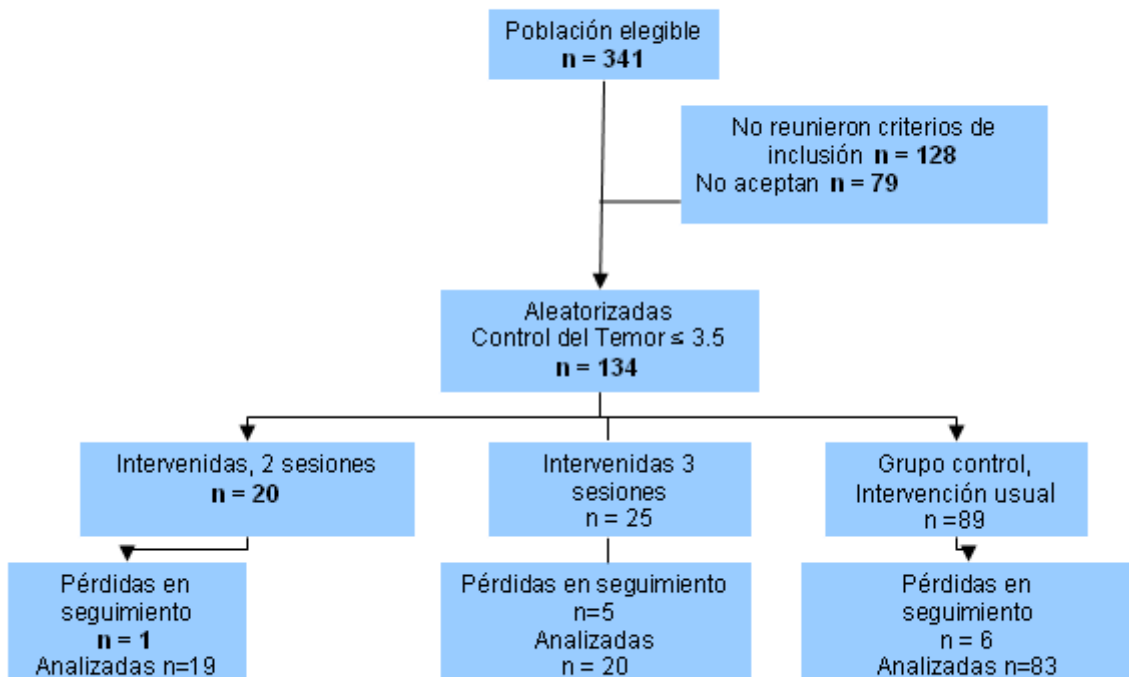 Población elegible
n = 341
No reunieron criterios de
inclusión n = 128
No aceptan n = 79
Aleatorizadas
Control del Temor ≤ 3.5
n = 134
Intervenidas, 2 sesiones
n = 20
Intervenidas 3
sesiones
n = 25
Grupo control,
Intervención usual
n =89
Pérdidas en
seguimiento
n = 1
Analizadas n=19
Pérdidas en seguimiento
n=5
Analizadas
n = 20
Pérdidas en
seguimiento
n = 6
Analizadas n=83